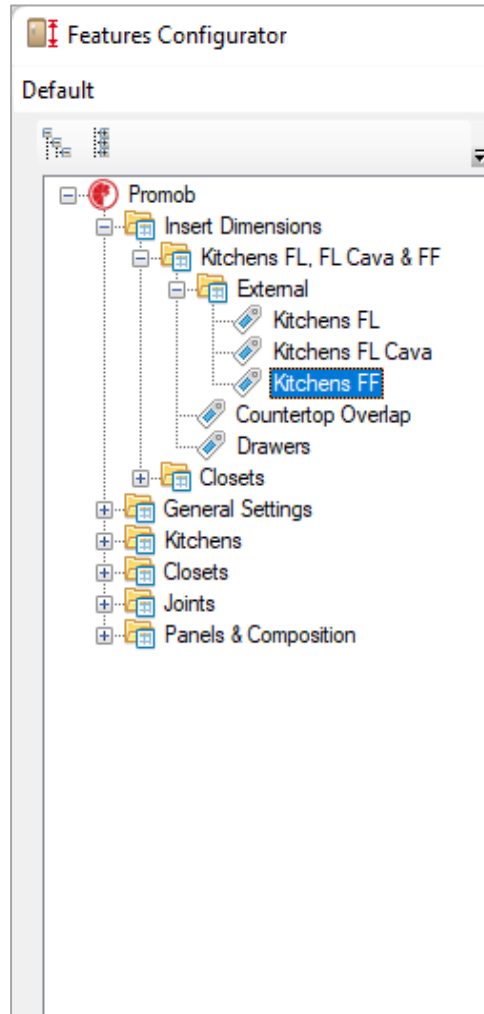 Features Configurator
Default
Promob
Insert Dimensions
Kitchens FL, FL Cava & FF
External
Kitchens FL
Kitchens FL Cava
Kitchens FF
Countertop Overlap
Drawers
Closets
General Settings
Kitchens
Closets
Joints
Panels & Composition